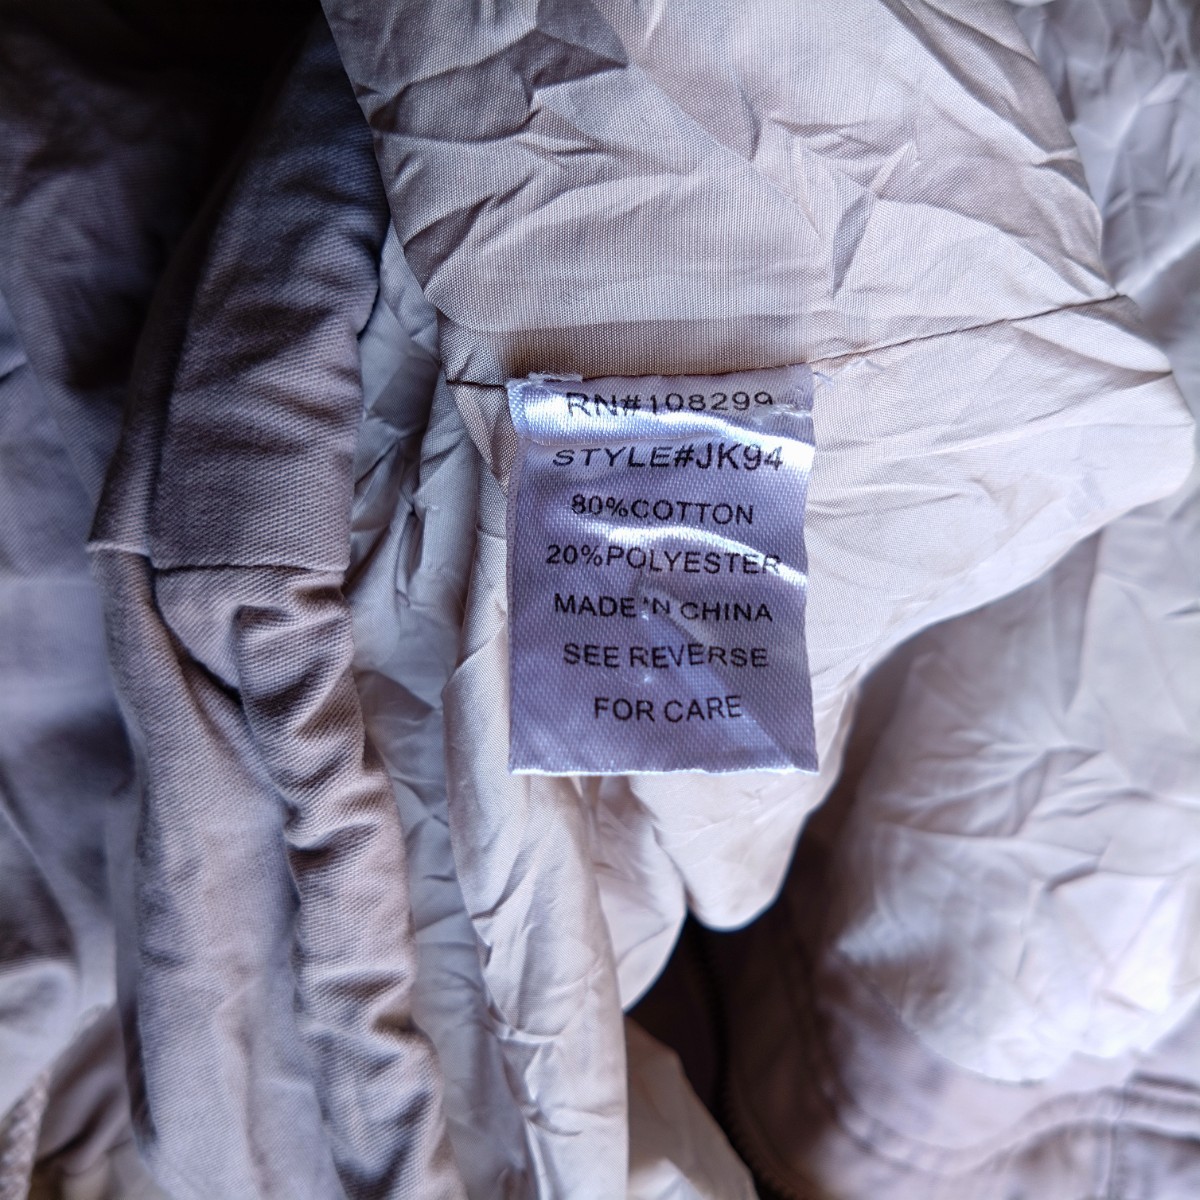 RN#108299
STYLE#JK94
80%COTTON
20%POLYESTER
MADE IN CHINA
SEE REVERSE
FOR CARE